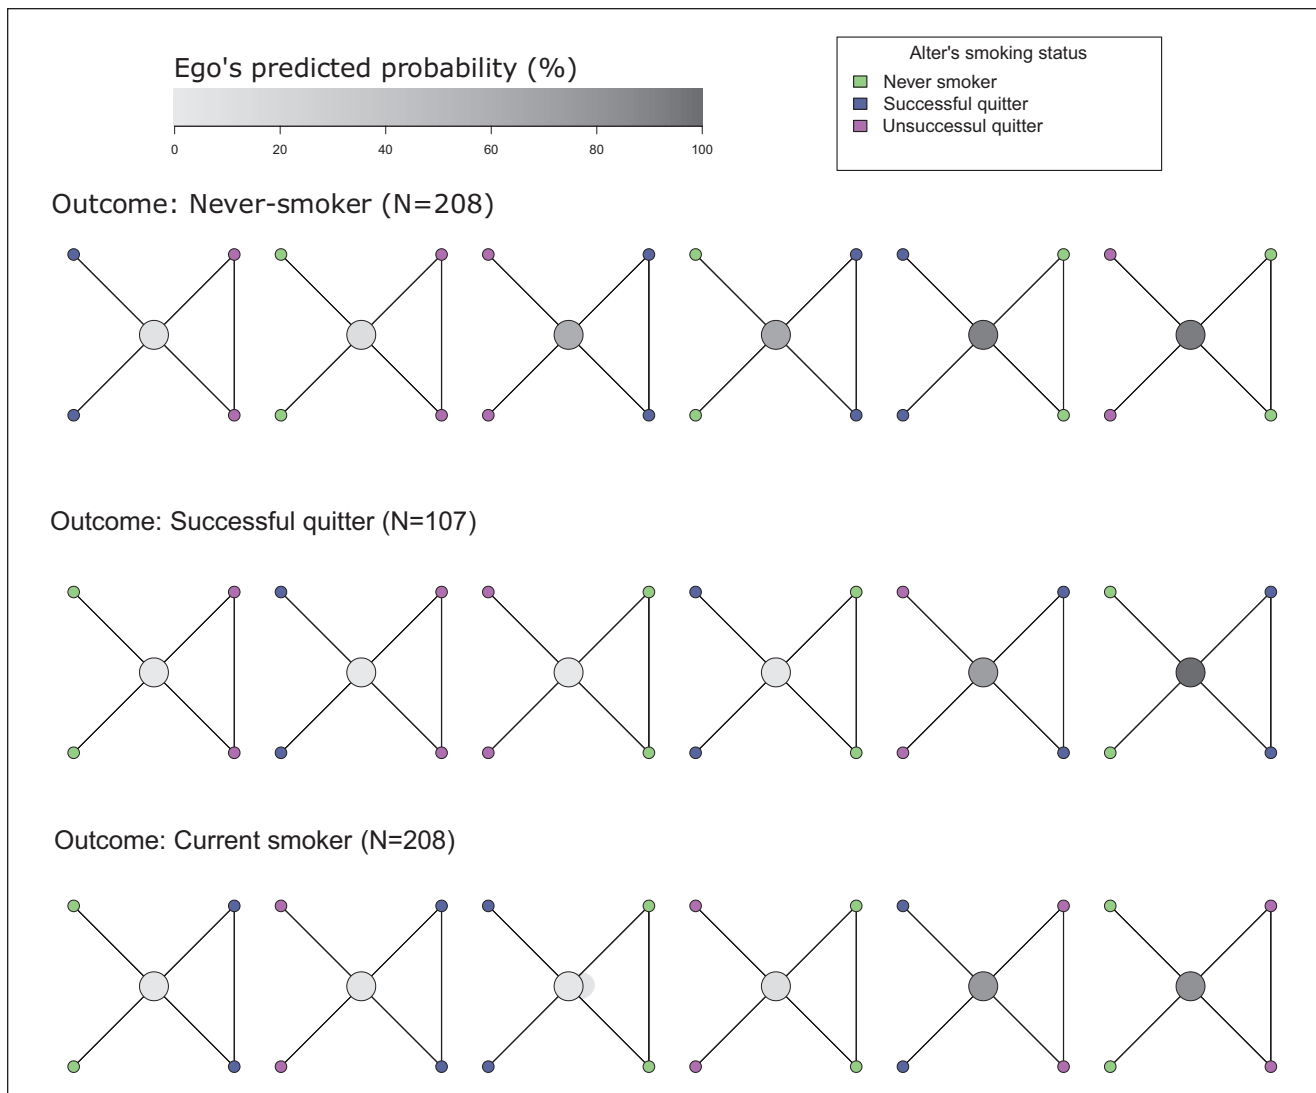 Ego's predicted probability (%)
0 20 40 60 80 100
Alter's smoking status
Never smoker
Successful quitter
Unsuccessul quitter
Outcome: Never-smoker (N=208)
Outcome: Successful quitter (N=107)
Outcome: Current smoker (N=208)